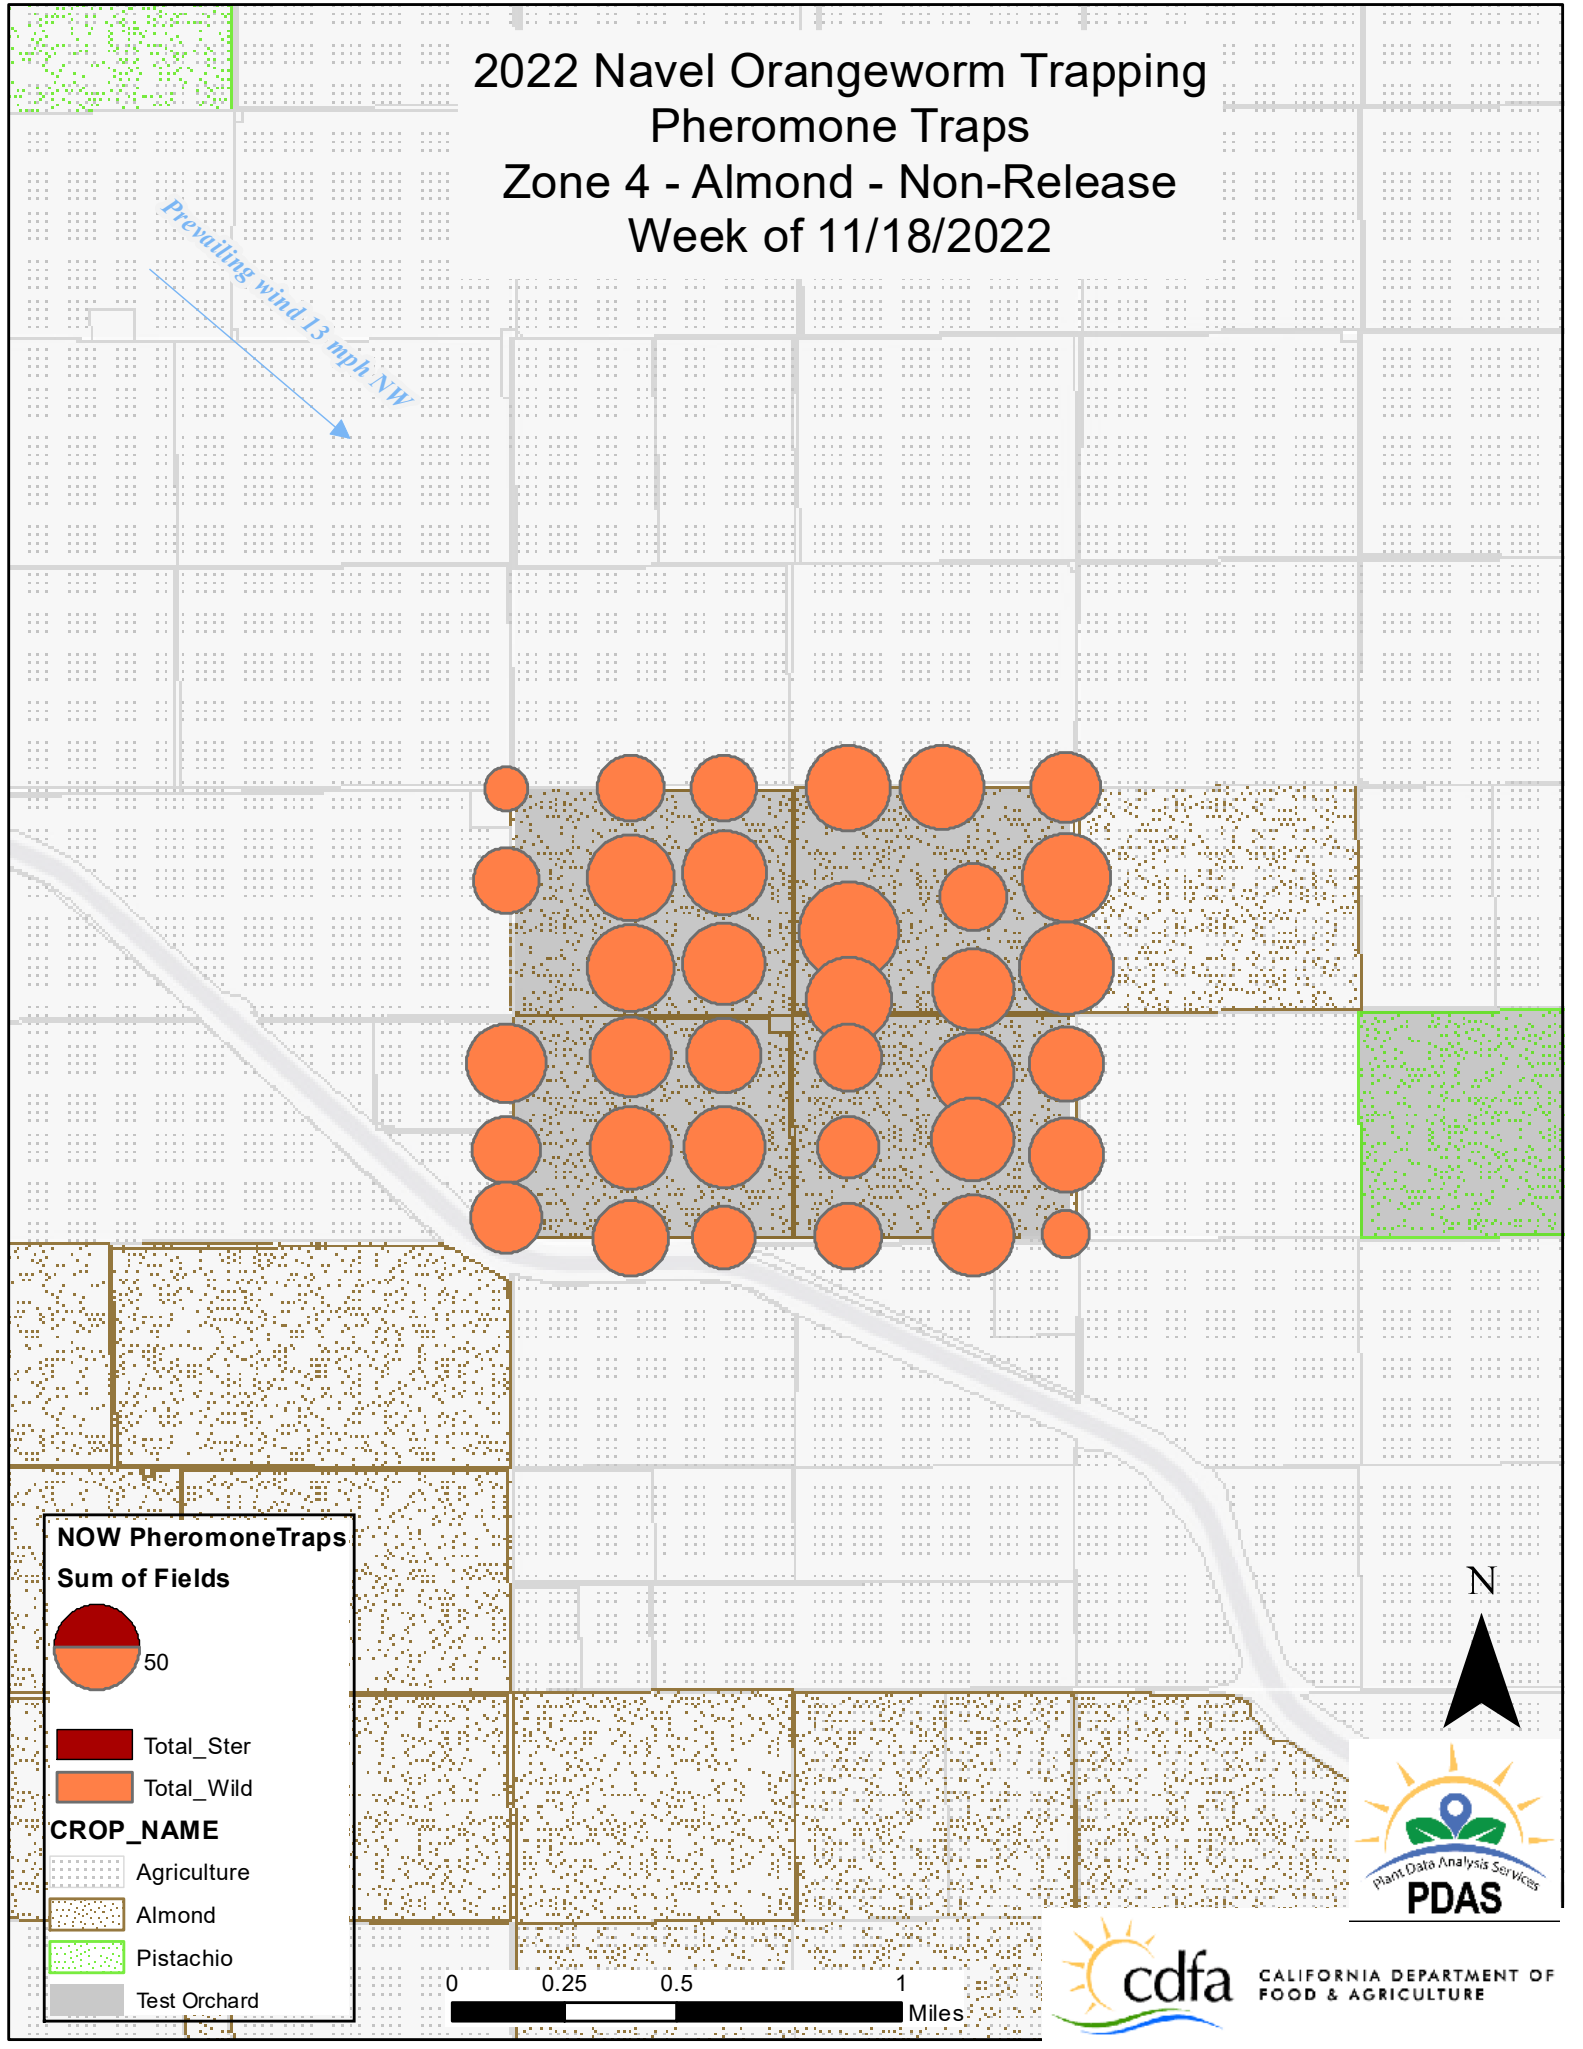 2022 Navel Orangeworm Trapping
Pheromone Traps
Zone 4 - Almond - Non-Release
Week of 11/18/2022
Prevailing wind 13 mph NW
NOW PheromoneTraps
Sum of Fields
50
Total_Ster
Total_Wild
CROP_NAME
Agriculture
Almond
Pistachio
Test Orchard
0 0.25 0.5 1
Miles
N
Plant Data Analysis Services
PDAS
cdfa
CALIFORNIA DEPARTMENT OF
FOOD & AGRICULTURE